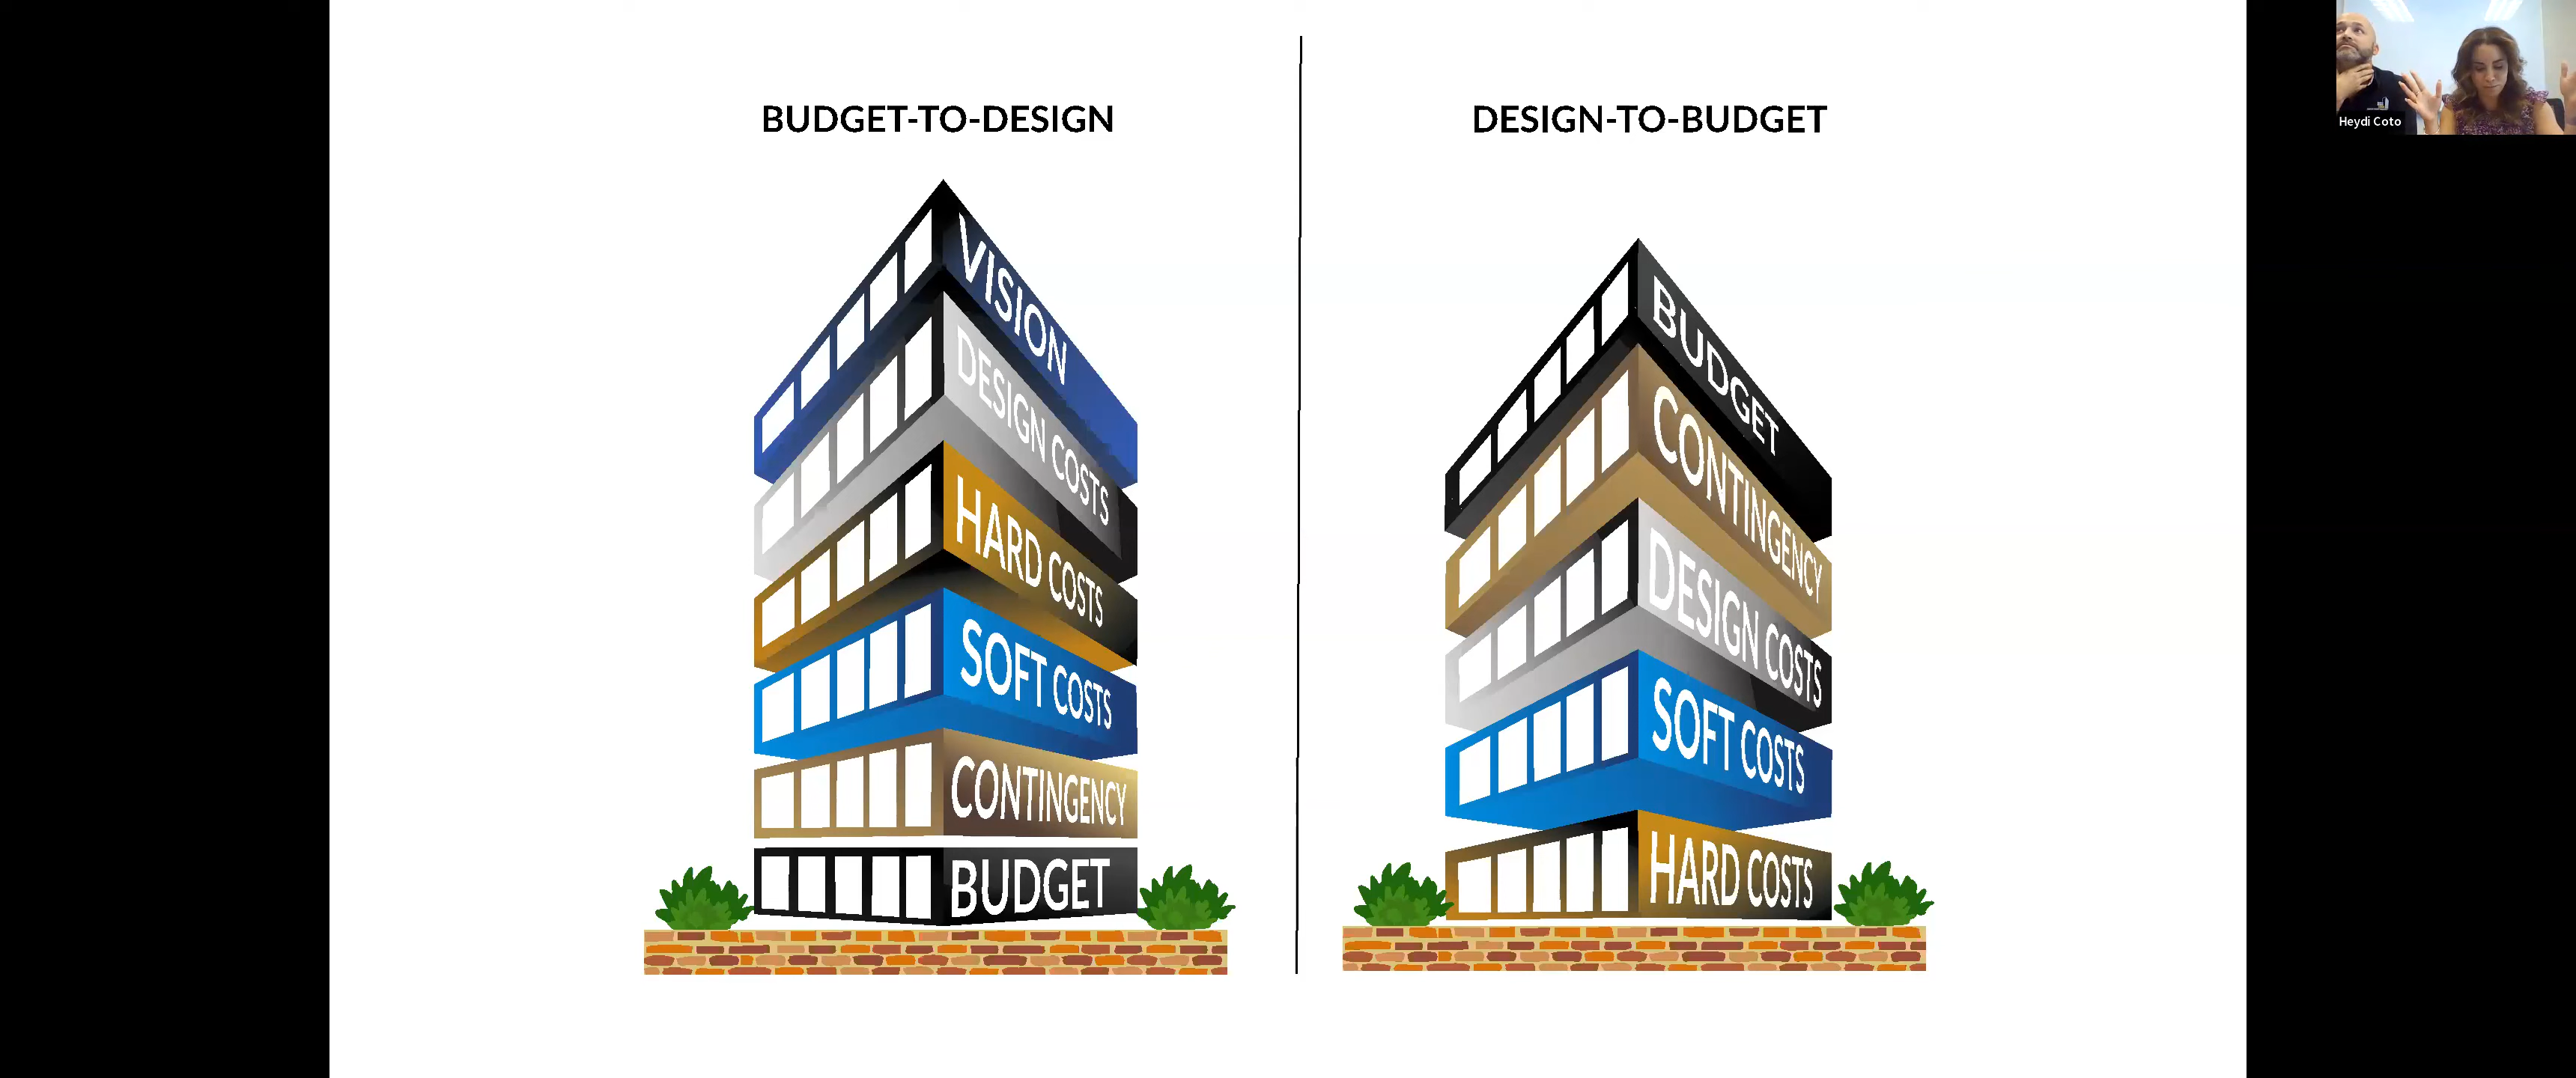 BUDGET-TO-DESIGN
VISION
DESIGN COSTS
HARD COSTS
SOFT COSTS
CONTINGENCY
BUDGET
DESIGN-TO-BUDGET
BUDGET
CONTINGENCY
DESIGN COSTS
SOFT COSTS
HARD COSTS
Heydi Coto